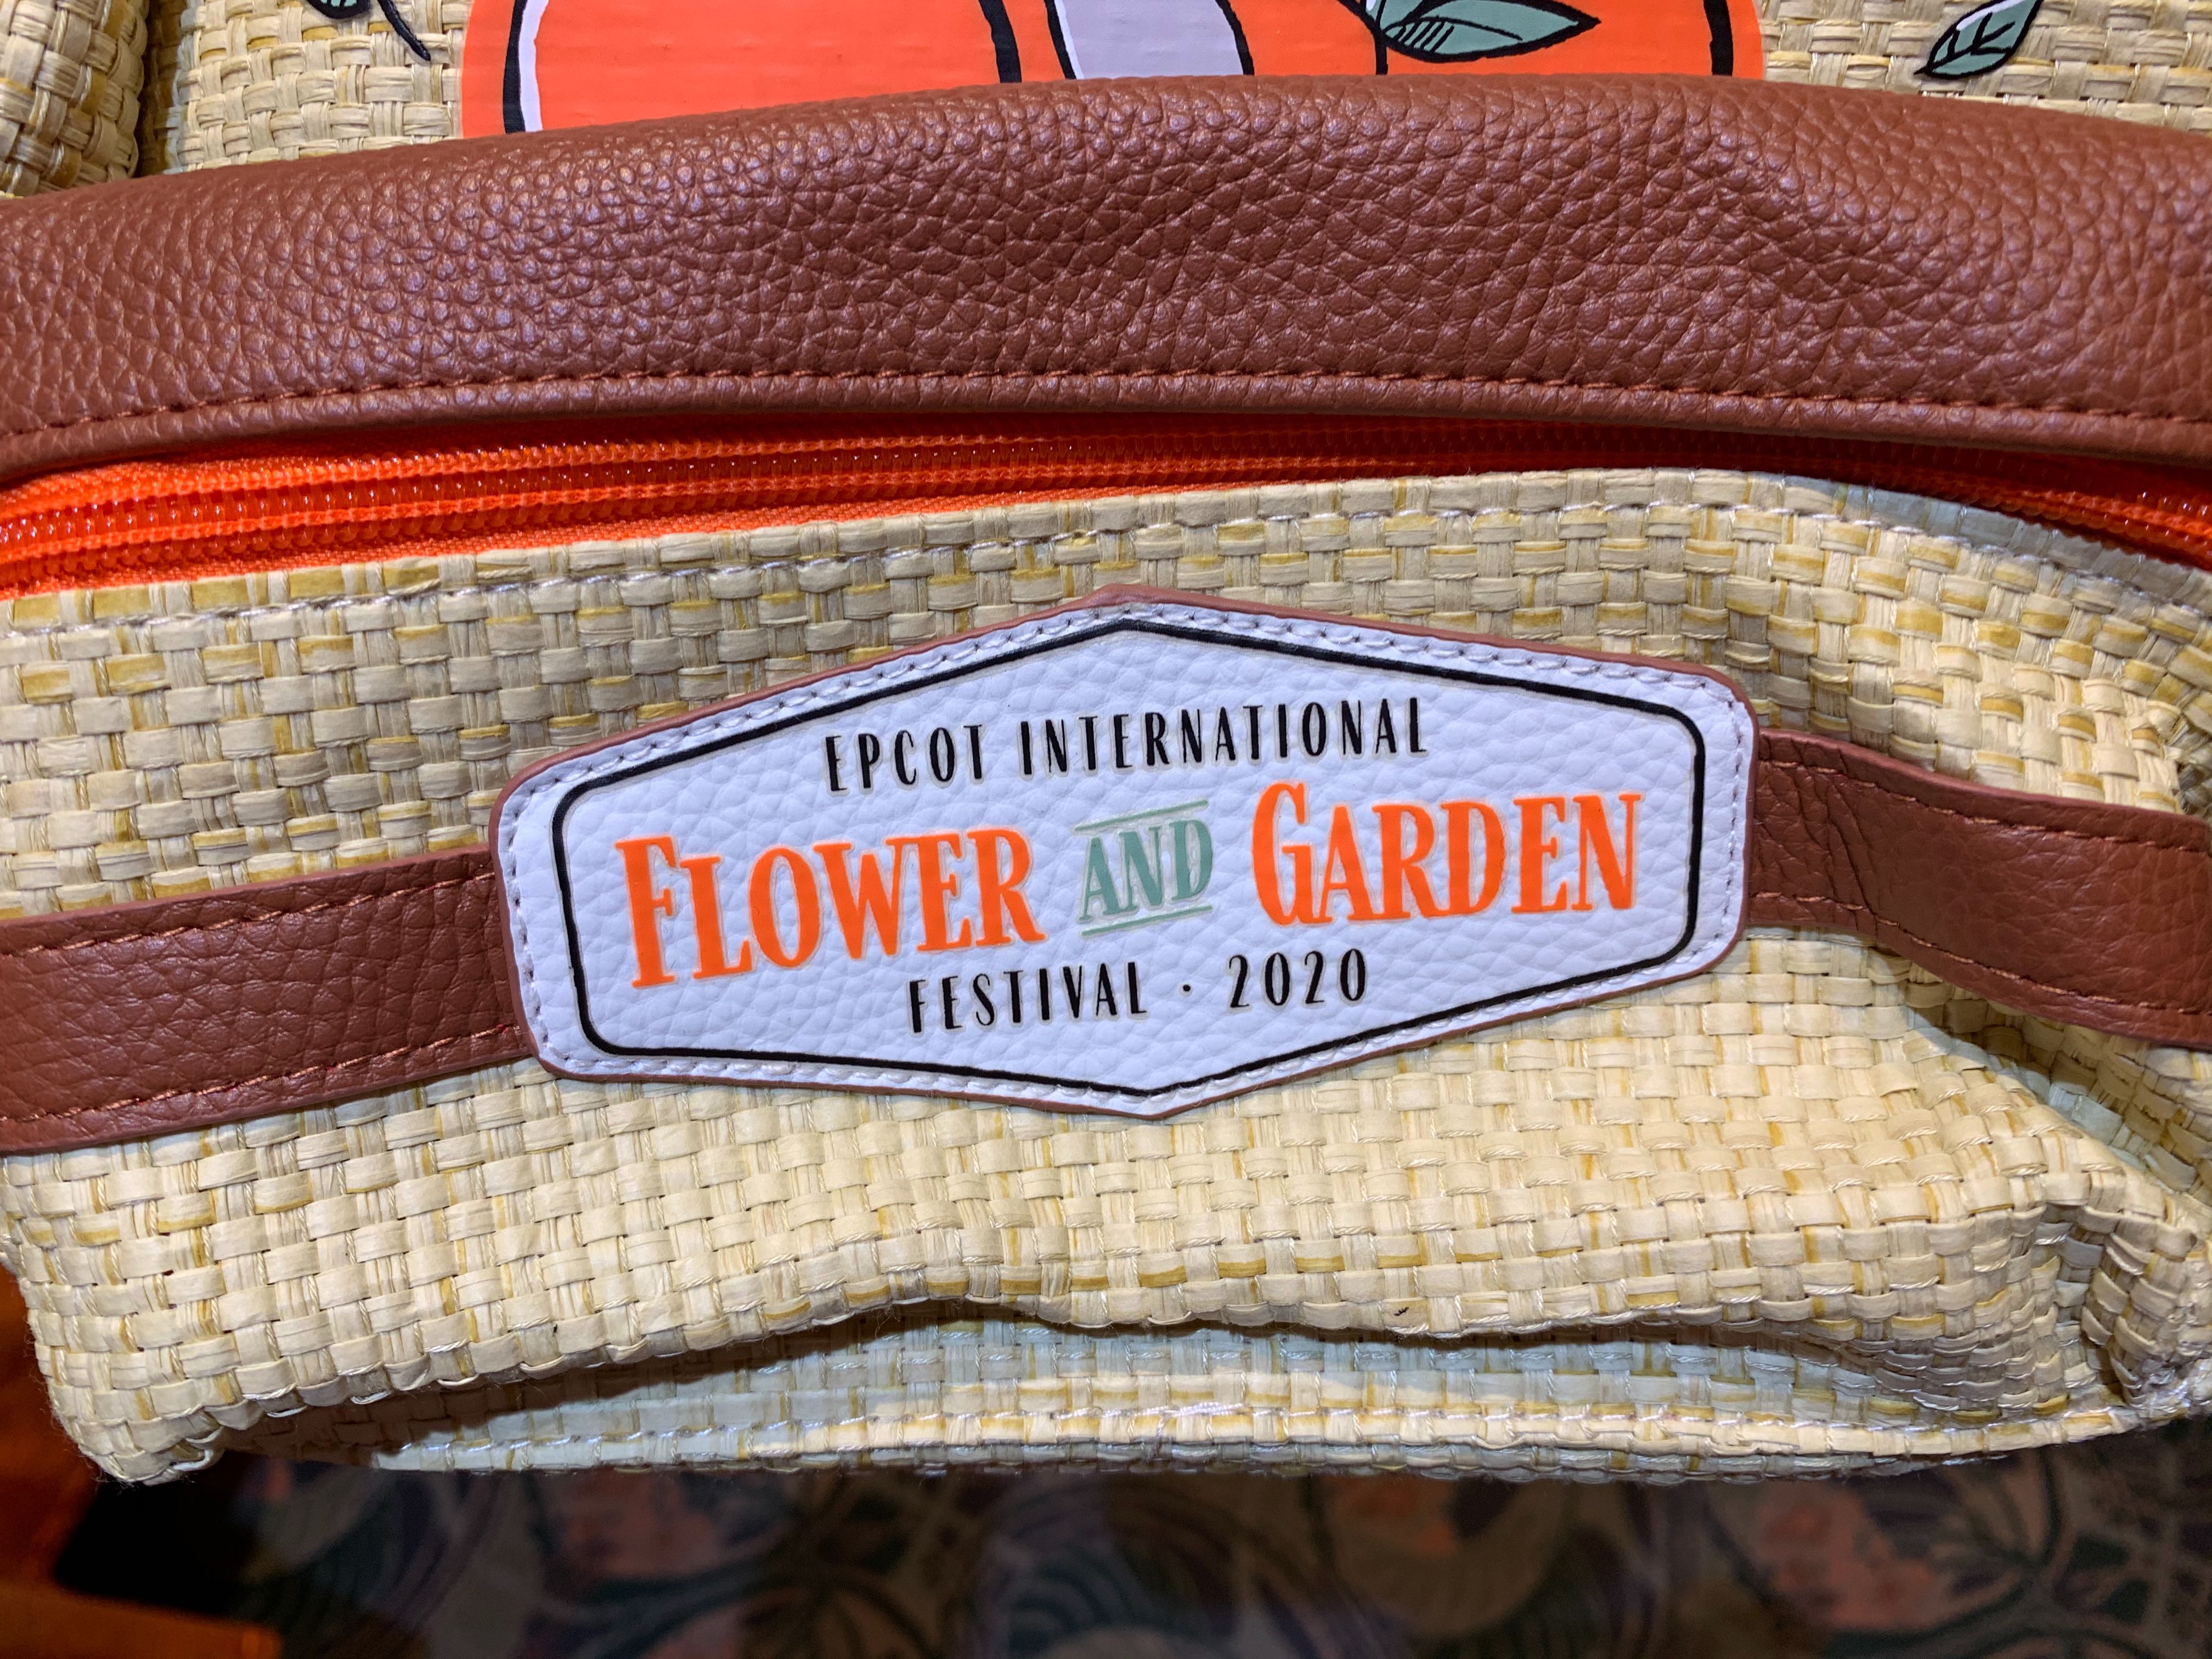 EPCOT INTERNATIONAL
FLOWER AND GARDEN
FESTIVAL · 2020